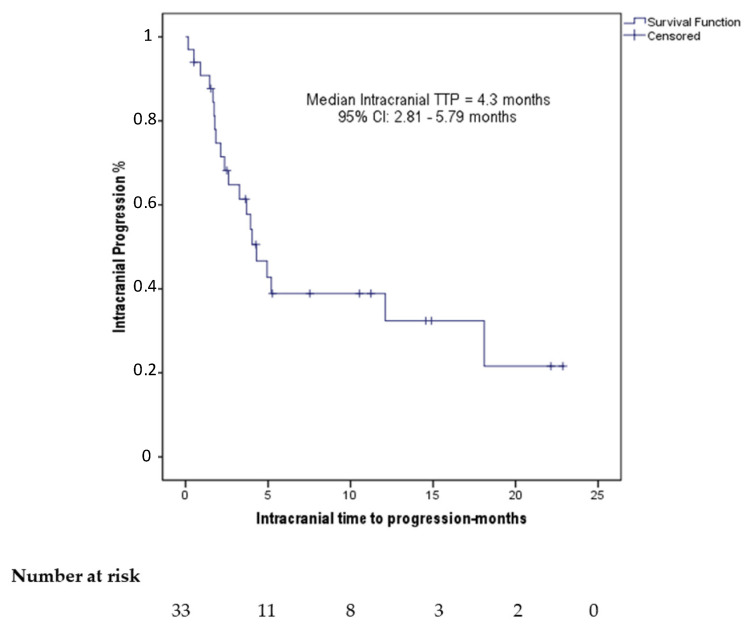 Survival Function
Censored
Median Intracranial TTP = 4.3 months
95% CI: 2.81 - 5.79 months
Intracranial Progression %
1
0.8
0.6
0.4
0.2
0
0 5 10 15 20 25
Intracranial time to progression-months
Number at risk
33 11 8 3 2 0